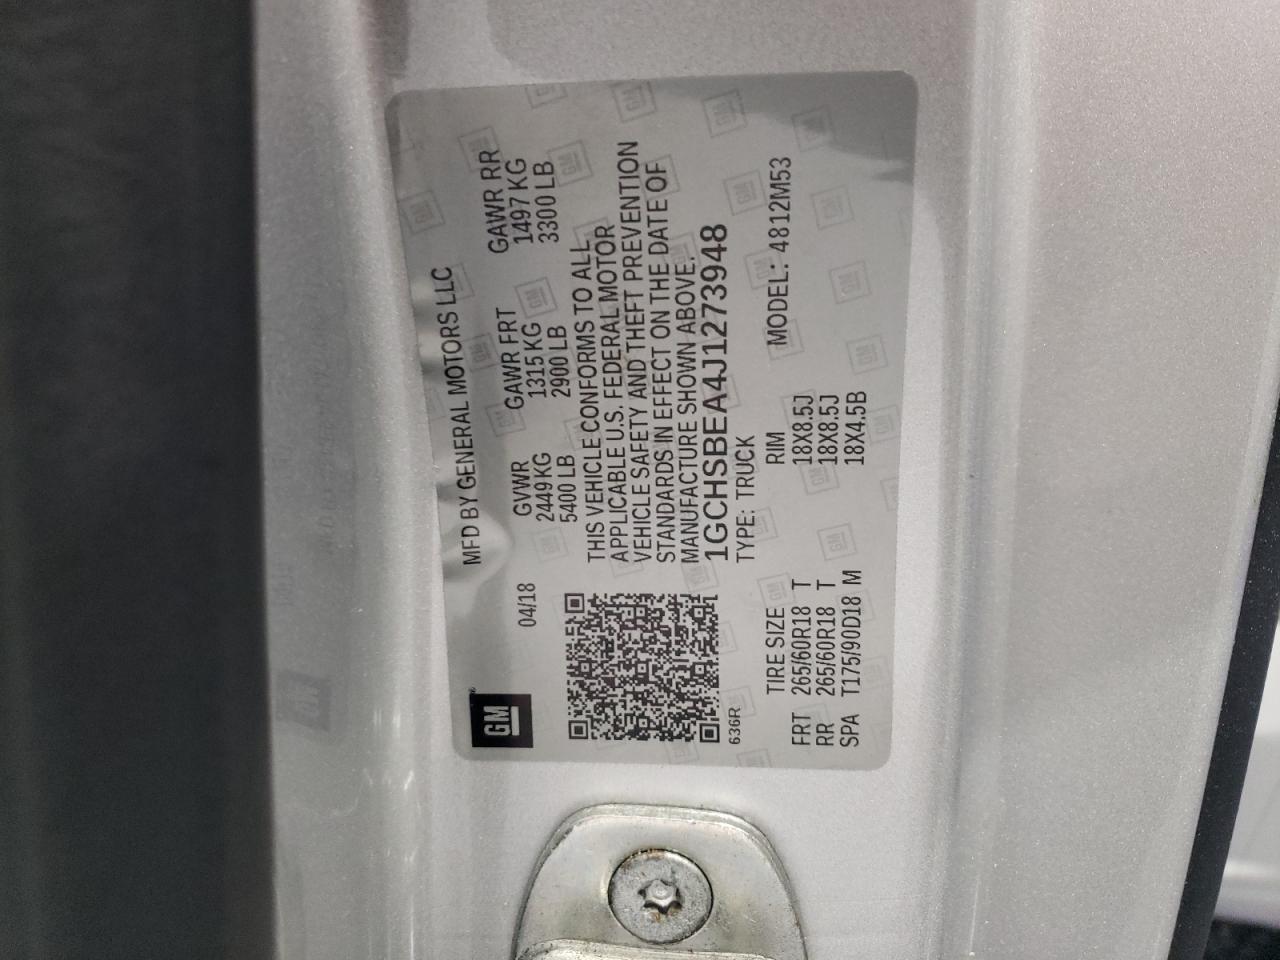 MFD BY GENERAL MOTORS LLC
04/18
GVWR GAWR FRT GAWR RR
2449 KG 1315 KG 1497 KG
5400 LB 2900 LB 3300 LB
THIS VEHICLE CONFORMS TO ALL
APPLICABLE U.S. FEDERAL MOTOR
VEHICLE SAFETY AND THEFT PREVENTION
STANDARDS IN EFFECT ON THE DATE OF
MANUFACTURE SHOWN ABOVE.
1GCHSBEA4J1273948
TYPE: TRUCK MODEL: 4812M53
GM
636R
TIRE SIZE RIM
FRT 265/60R18 T 18X8.5J
RR 265/60R18 T 18X8.5J
SPA T175/90D18 M 18X4.5B